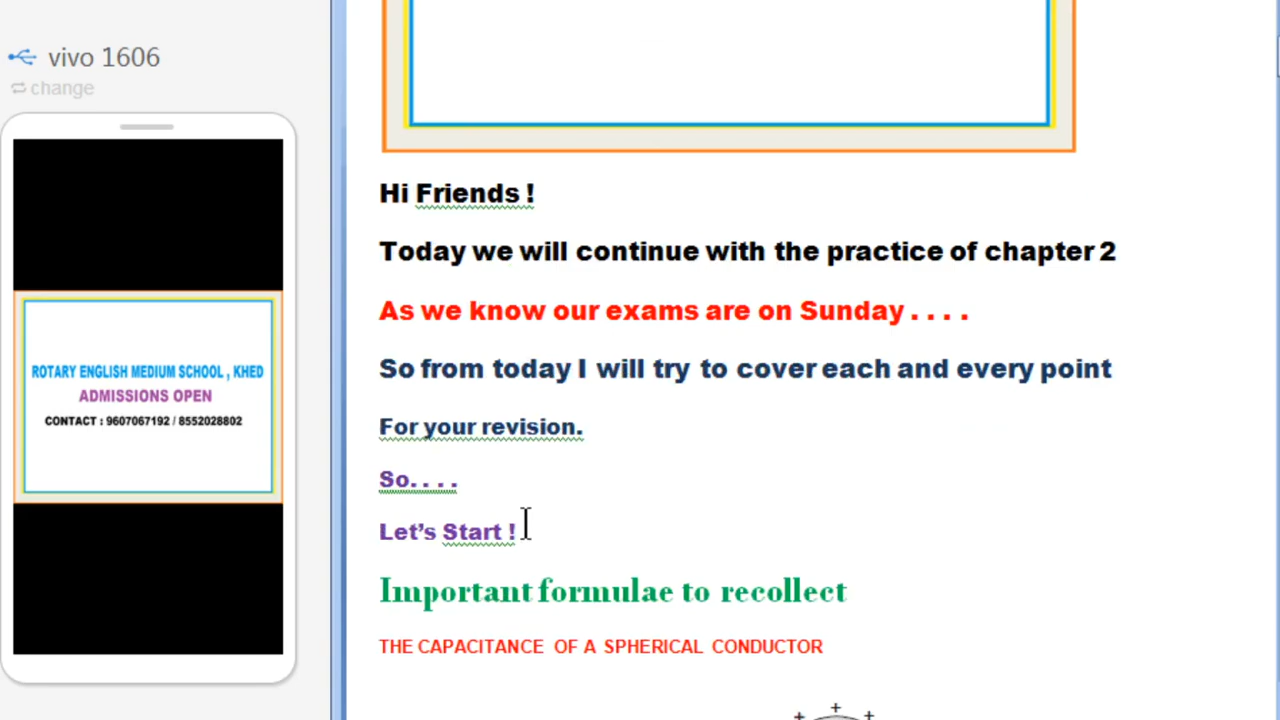 vivo 1606
change
ROTARY ENGLISH MEDIUM SCHOOL , KHED
ADMISSIONS OPEN
CONTACT : 9607067192 / 8552028802
Hi Friends !
Today we will continue with the practice of chapter 2
As we know our exams are on Sunday . . . .
So from today I will try to cover each and every point
For your revision.
So. . . .
Let’s Start !
Important formulae to recollect
THE CAPACITANCE OF A SPHERICAL CONDUCTOR
+ + +